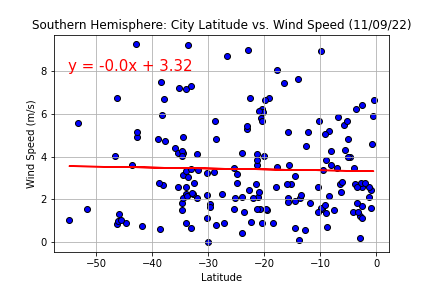 Southern Hemisphere: City Latitude vs. Wind Speed (11/09/22)
y = -0.0x + 3.32
Wind Speed (m/s)
8
6
4
2
0
−50
−40
−30
−20
−10
0
Latitude